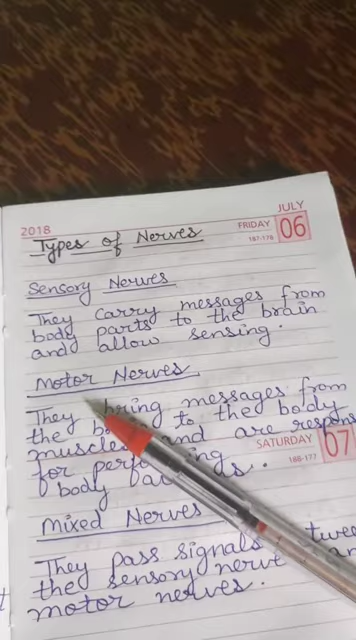 2018
JULY
FRIDAY 06
187-178
Types of Nerves
Sensory Nerves
They carry messages from
body parts to the brain
and allow sensing.
Motor Nerves
They bring messages from
the to the body
muscles and are
SATURDAY 07
188-177
for
body
Mixed Nerves
They pass signals
the sensory nerve
motor nerves.